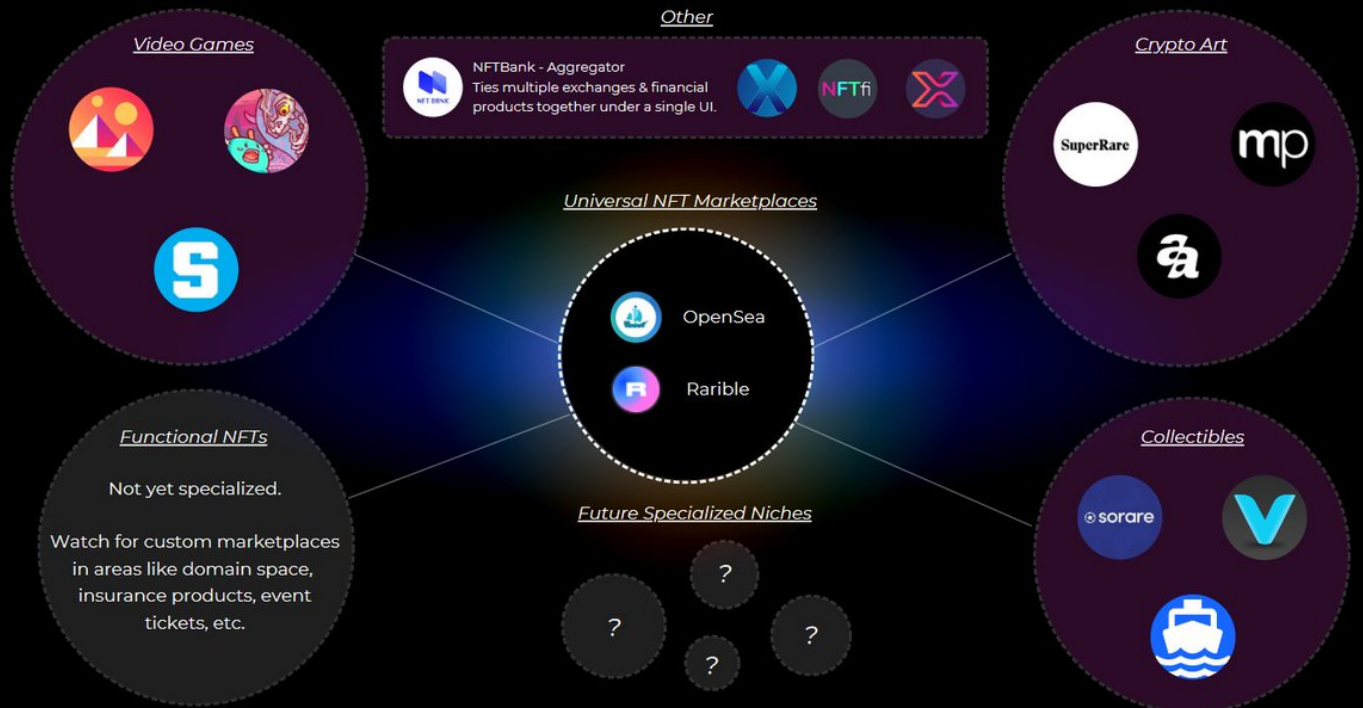 Other
Video Games
Crypto Art
NFT BANK
NFTBank - Aggregator
Ties multiple exchanges & financial
products together under a single UI.
NFTfi
SuperRare
mp
a
S
Universal NFT Marketplaces
OpenSea
R
Rarible
Functional NFTs
Not yet specialized.
Watch for custom marketplaces
in areas like domain space,
insurance products, event
tickets, etc.
Collectibles
sorare
V
Future Specialized Niches
?
?
?
?